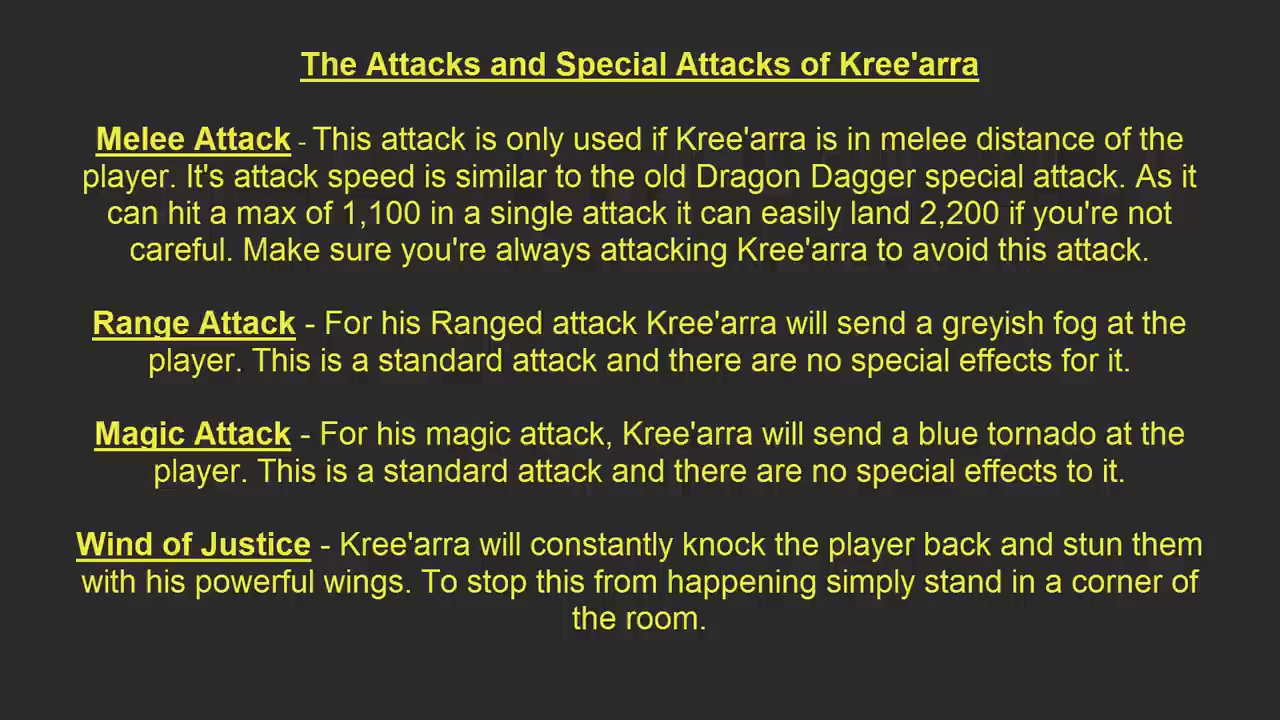 The Attacks and Special Attacks of Kree'arra
Melee Attack - This attack is only used if Kree'arra is in melee distance of the
player. It's attack speed is similar to the old Dragon Dagger special attack. As it
can hit a max of 1,100 in a single attack it can easily land 2,200 if you're not
careful. Make sure you're always attacking Kree'arra to avoid this attack.
Range Attack - For his Ranged attack Kree'arra will send a greyish fog at the
player. This is a standard attack and there are no special effects for it.
Magic Attack - For his magic attack, Kree'arra will send a blue tornado at the
player. This is a standard attack and there are no special effects to it.
Wind of Justice - Kree'arra will constantly knock the player back and stun them
with his powerful wings. To stop this from happening simply stand in a corner of
the room.